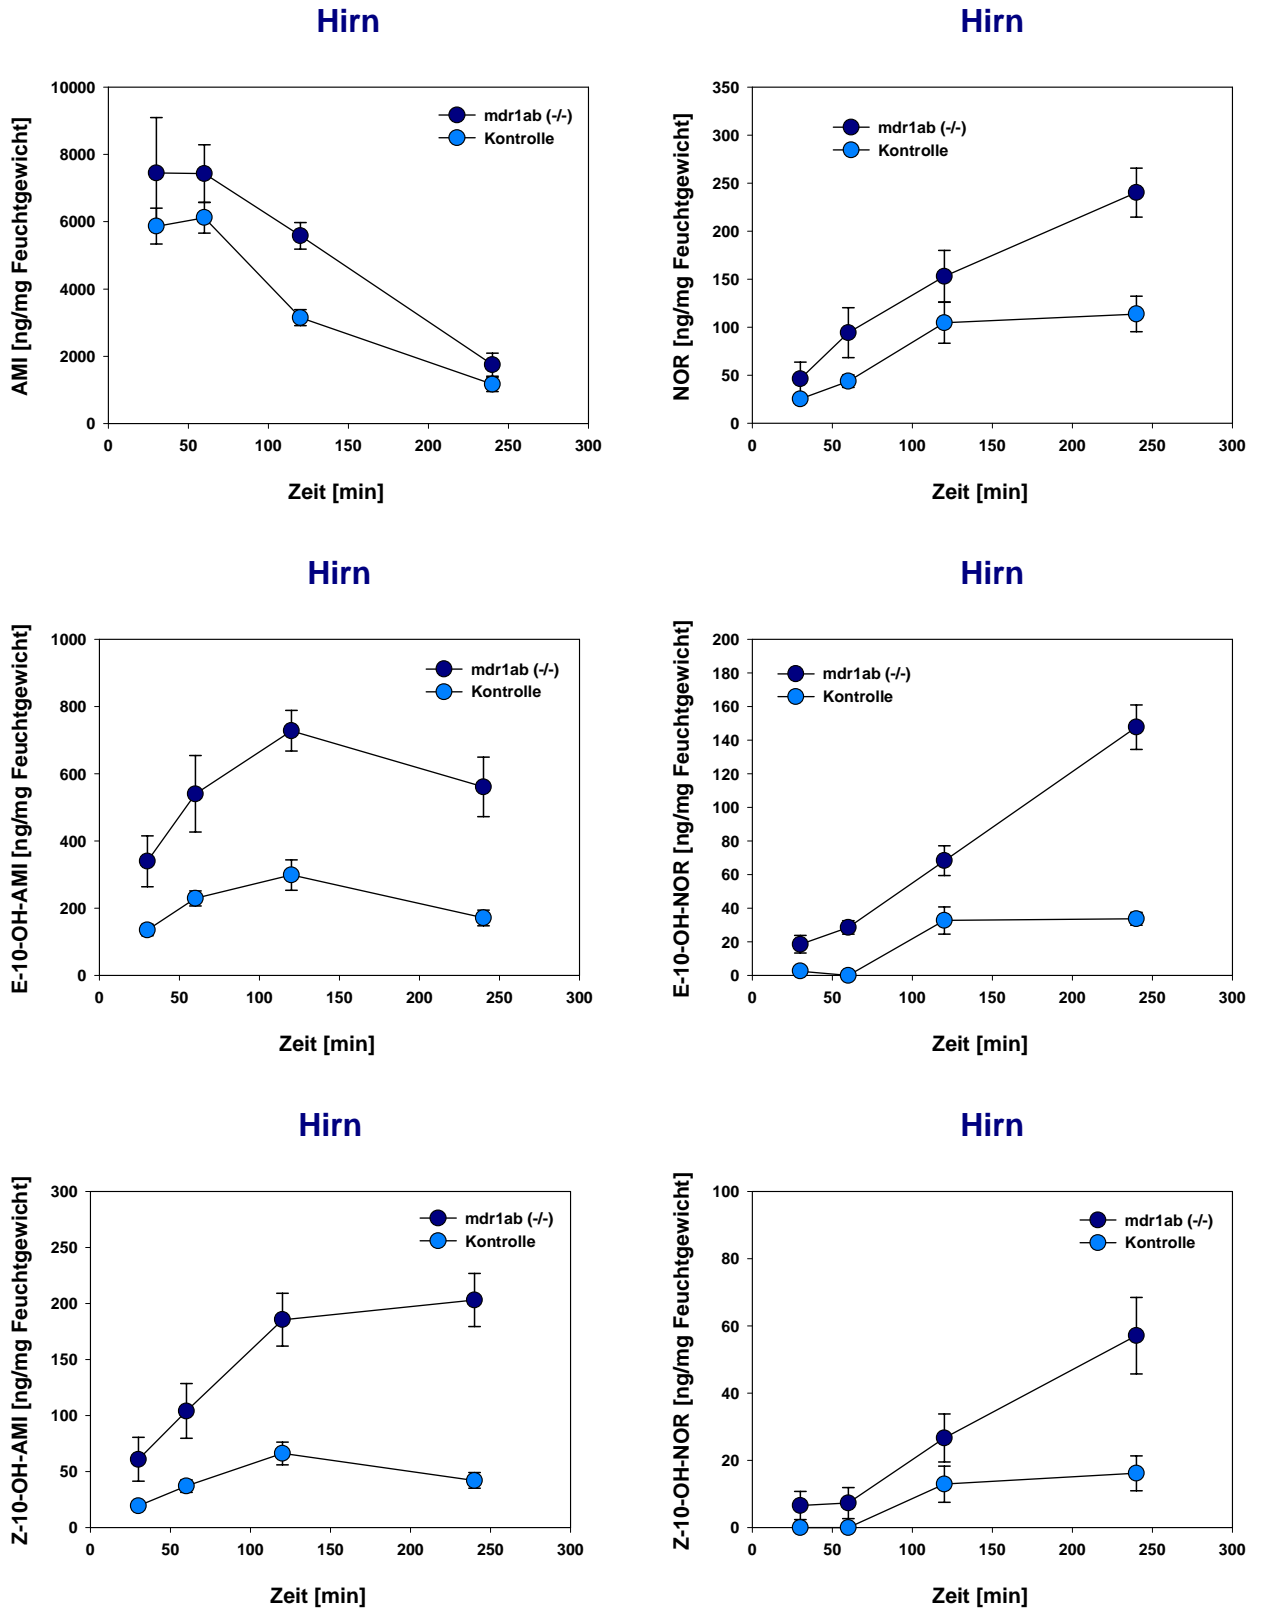 Hirn
AMI [ng/mg Feuchtgewicht]
10000
8000
6000
4000
2000
0
mdr1ab (-/-)
Kontrolle
0 50 100 150 200 250 300
Zeit [min]
Hirn
NOR [ng/mg Feuchtgewicht]
350
300
250
200
150
100
50
0
mdr1ab (-/-)
Kontrolle
0 50 100 150 200 250 300
Zeit [min]
Hirn
E-10-OH-AMI [ng/mg Feuchtgewicht]
1000
800
600
400
200
0
mdr1ab (-/-)
Kontrolle
0 50 100 150 200 250 300
Zeit [min]
Hirn
E-10-OH-NOR [ng/mg Feuchtgewicht]
200
180
160
140
120
100
80
60
40
20
0
mdr1ab (-/-)
Kontrolle
0 50 100 150 200 250 300
Zeit [min]
Hirn
Z-10-OH-AMI [ng/mg Feuchtgewicht]
300
250
200
150
100
50
0
mdr1ab (-/-)
Kontrolle
0 50 100 150 200 250 300
Zeit [min]
Hirn
Z-10-OH-NOR [ng/mg Feuchtgewicht]
100
80
60
40
20
0
mdr1ab (-/-)
Kontrolle
0 50 100 150 200 250 300
Zeit [min]